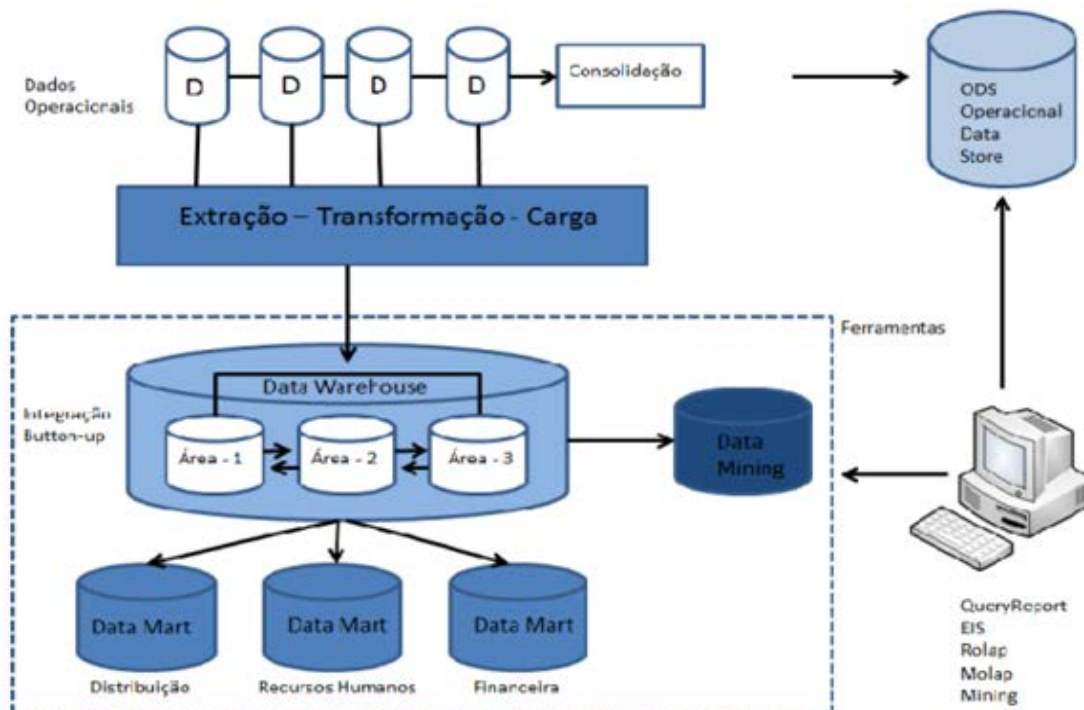 Dados
Operacionais
D
D
D
D
Consolidação
ODS
Operacional
Data
Store
Extração – Transformação - Carga
Ferramentas
Integração
Button-up
Data Warehouse
Área - 1
Área - 2
Área - 3
Data
Mining
Data Mart
Data Mart
Data Mart
Distribuição
Recursos Humanos
Financeira
QueryReport
EIS
Rolap
Molap
Mining